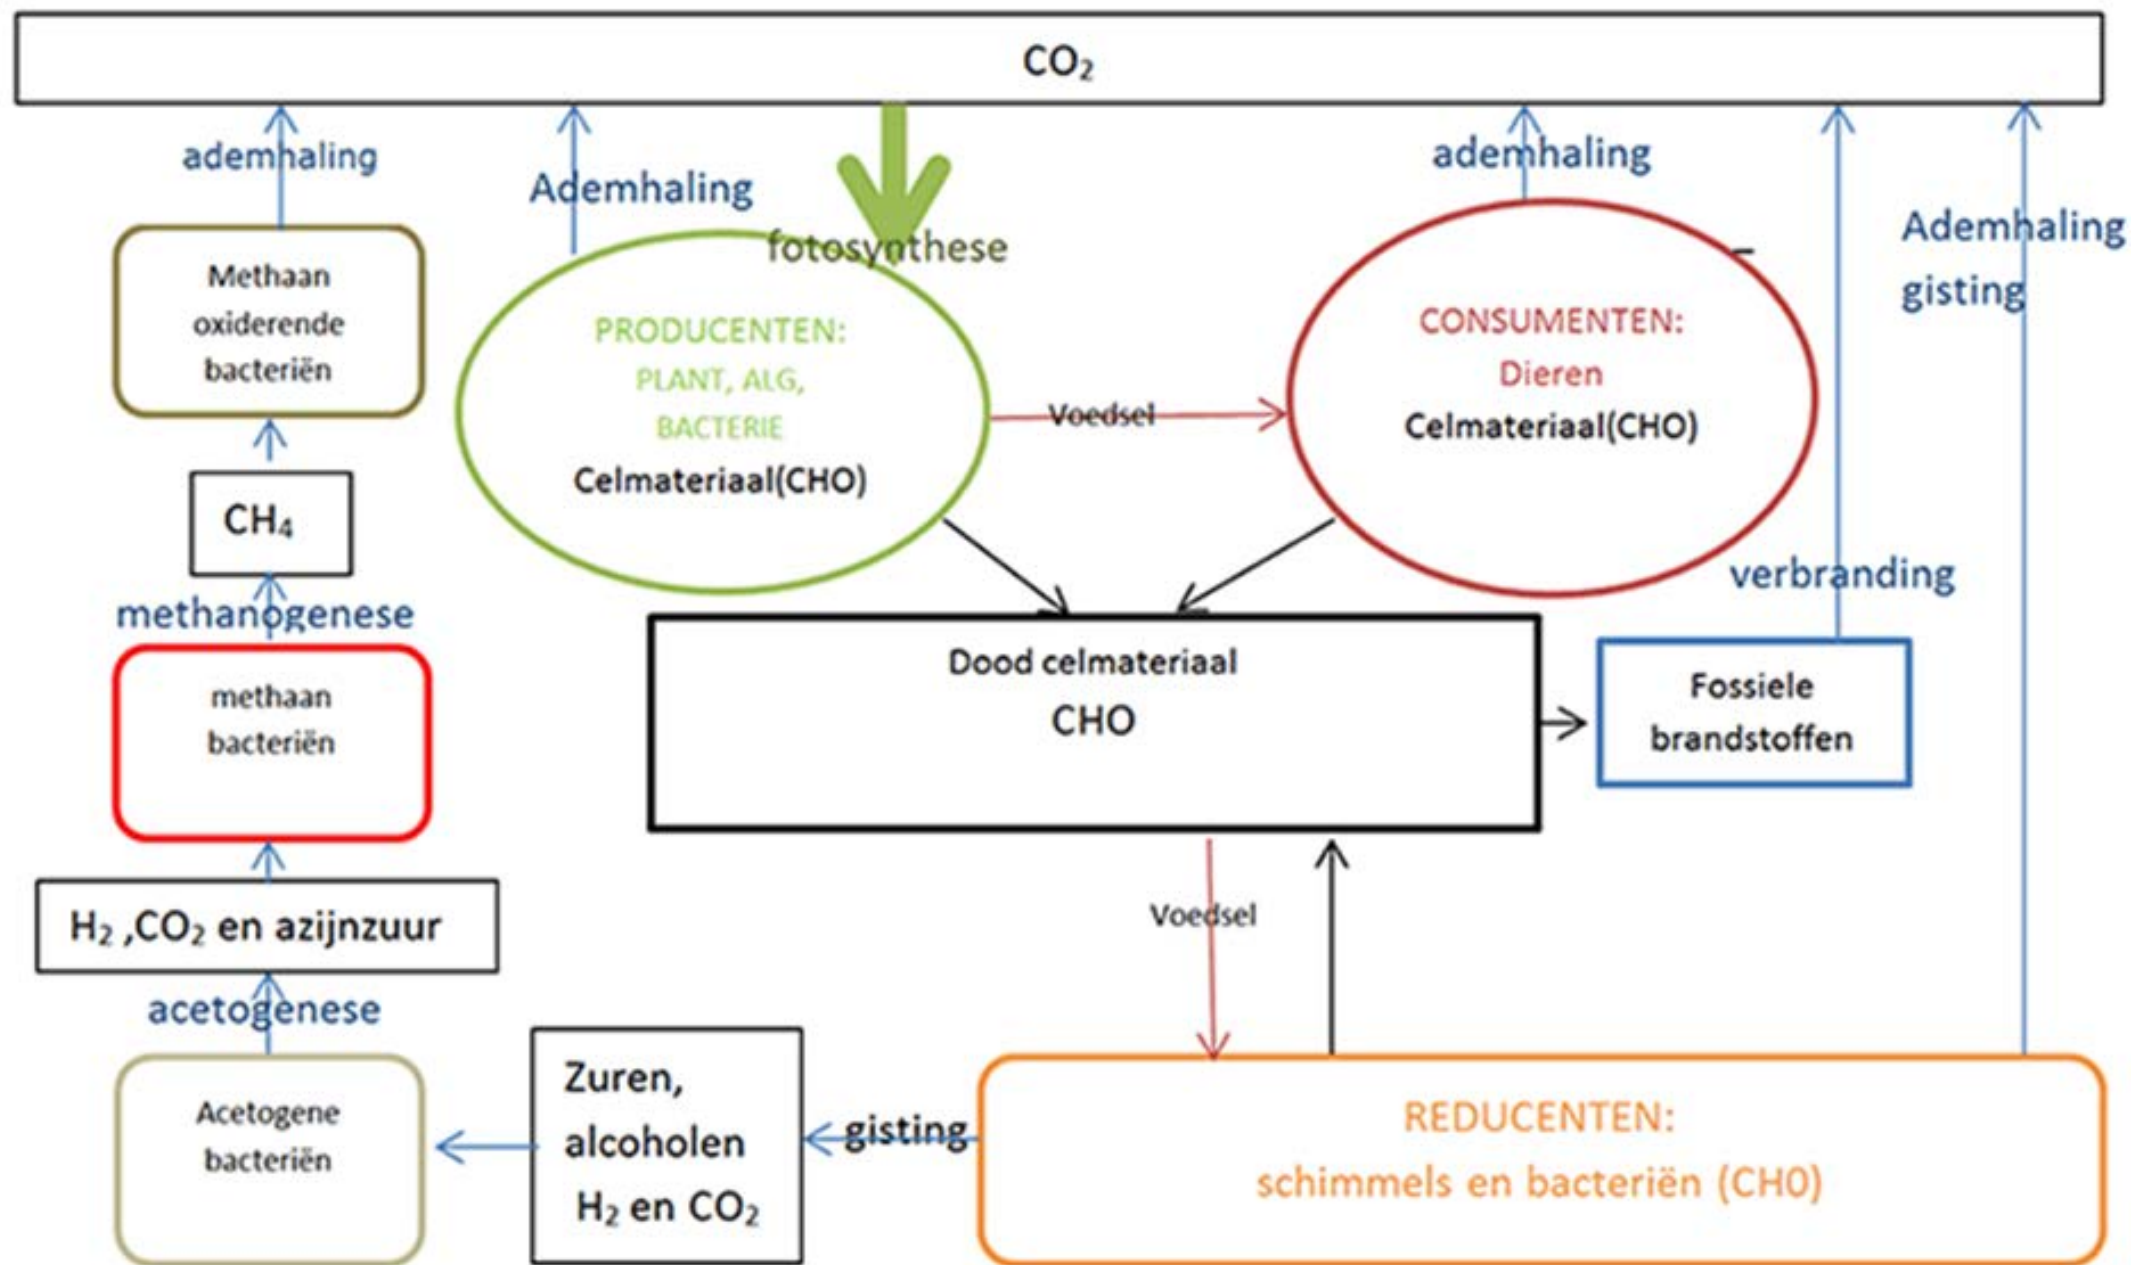 CO₂
ademhaling
Ademhaling
fotosynthese
ademhaling
Ademhaling
gisting
Methaan
oxiderende
bacteriën
PRODUCENTEN:
PLANT, ALG,
BACTERIE
Celmateriaal(CHO)
Voedsel
CONSUMENTEN:
Dieren
Celmateriaal(CHO)
CH₄
verbranding
methanogenese
methaan
bacteriën
Dood celmateriaal
CHO
Fossiele
brandstoffen
H₂ ,CO₂ en azijnzuur
Voedsel
acetogenese
Acetogene
bacteriën
Zuren,
alcoholen
H₂ en CO₂
gisting
REDUCENTEN:
schimmels en bacteriën (CH0)